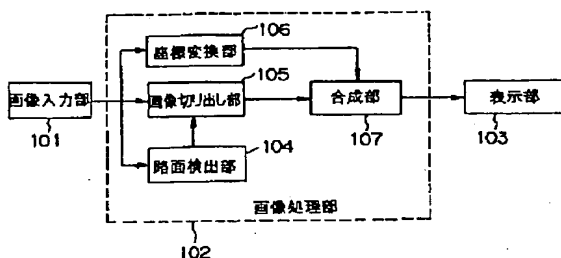 106
座標変換部
105
画像入力部
101
画像切り出し部
合成部
107
表示部
103
104
路面検出部
画像処理部
102